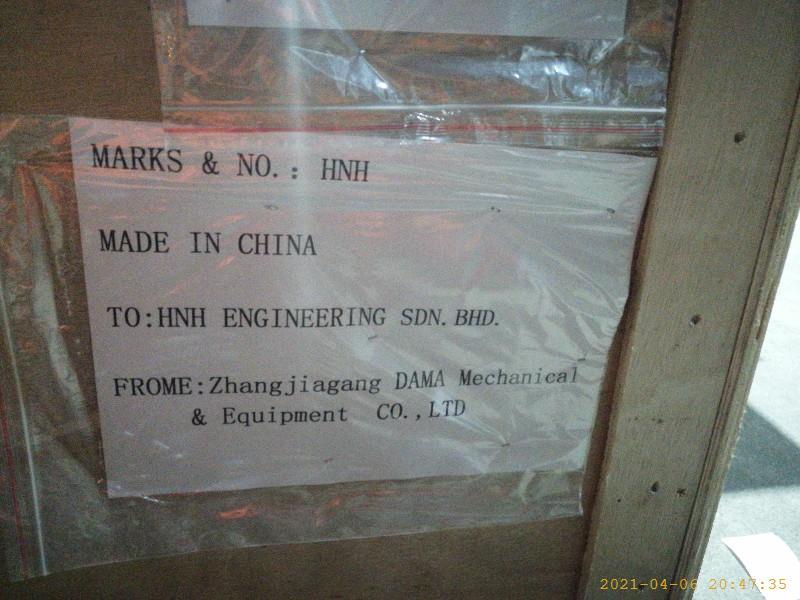 MARKS & NO.: HNH
MADE IN CHINA
TO:HNH ENGINEERING SDN.BHD.
FROME:Zhangjiagang DAMA Mechanical
& Equipment CO.,LTD
2021-04-06 20:47:35